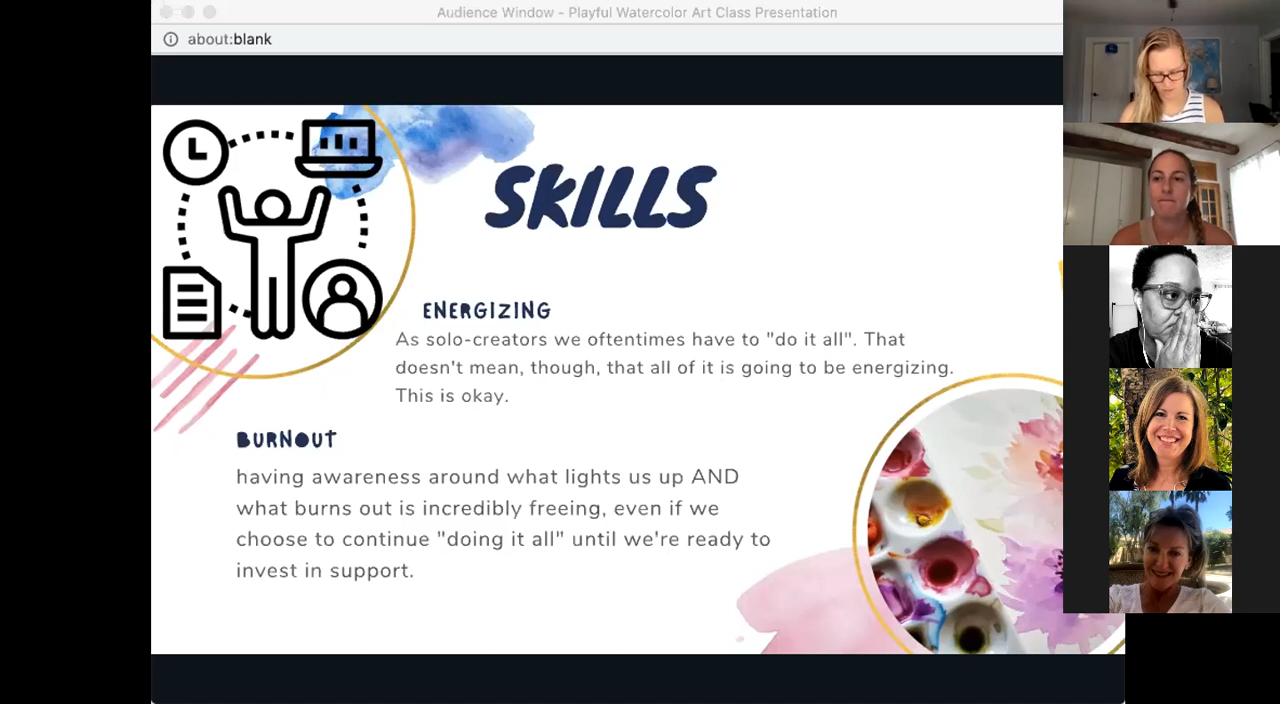 Audience Window - Playful Watercolor Art Class Presentation
about:blank
SKILLS
ENERGIZING
As solo-creators we oftentimes have to "do it all". That
doesn't mean, though, that all of it is going to be energizing.
This is okay.
BURNOUT
having awareness around what lights us up AND
what burns out is incredibly freeing, even if we
choose to continue "doing it all" until we're ready to
invest in support.